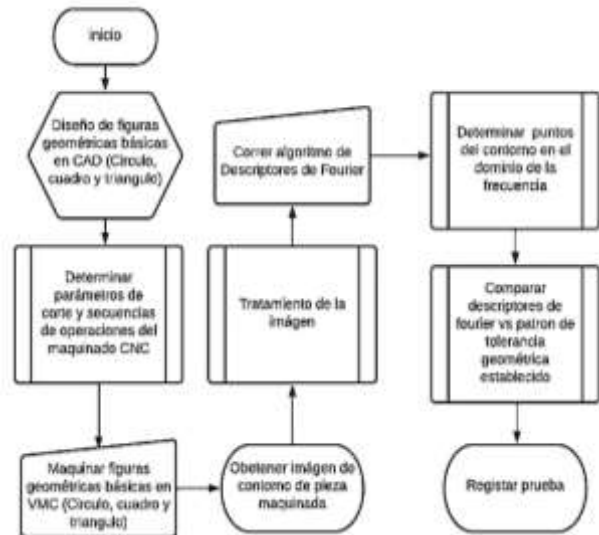 inicio
Diseño de figuras
geométricas básicas
en CAD (Círculo,
cuadro y triangulo)
Determinar
parámetros de
corte y secuencias
de operaciones del
maquinado CNC
Maquinar figuras
geométricas básicas en
VMC (Círculo, cuadro y
triangulo)
Obetener imágen de
contorno de pieza
maquinada
Tratamiento de la
imágen
Correr algoritmo de
Descriptores de Fourier
Determinar puntos
del contorno en el
dominio de la
frecuencia
Comparar
descriptores de
fourier vs patron de
tolerancia
geométrica
establecido
Registar prueba